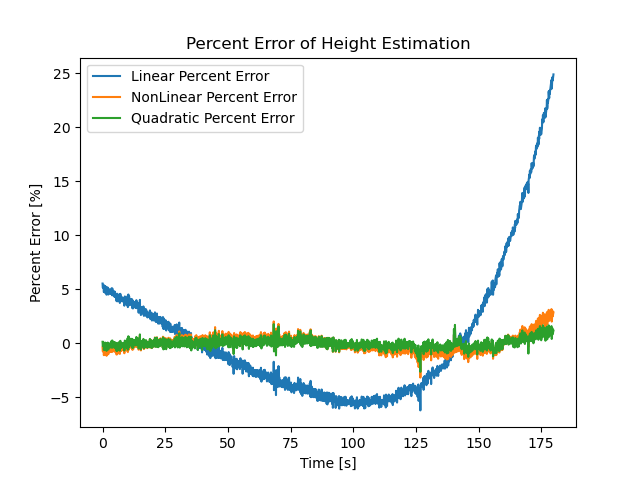 Percent Error of Height Estimation
Linear Percent Error
NonLinear Percent Error
Quadratic Percent Error
Percent Error [%]
25
20
15
10
5
0
−5
0 25 50 75 100 125 150 175
Time [s]